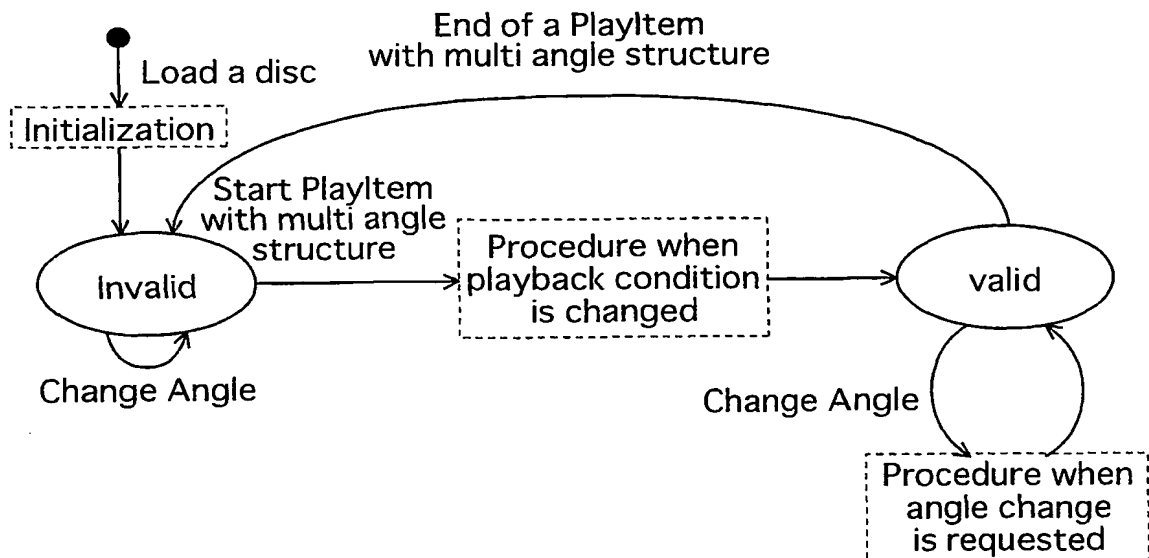 End of a PlayItem
with multi angle structure
Load a disc
Initialization
Start PlayItem
with multi angle
structure
Procedure when
playback condition
is changed
Invalid
valid
Change Angle
Change Angle
Procedure when
angle change
is requested